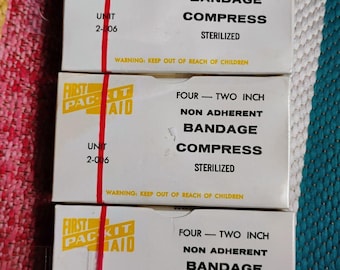 BANDAGE
UNIT
2-006
COMPRESS
STERILIZED
WARNING: KEEP OUT OF REACH OF CHILDREN
FIRST
PACKIT
AID
FOUR — TWO INCH
NON ADHERENT
BANDAGE
UNIT
2-006
COMPRESS
STERILIZED
WARNING: KEEP OUT OF REACH OF CHILDREN
FIRST
PACKIT
AID
FOUR — TWO INCH
NON ADHERENT
BANDAGE